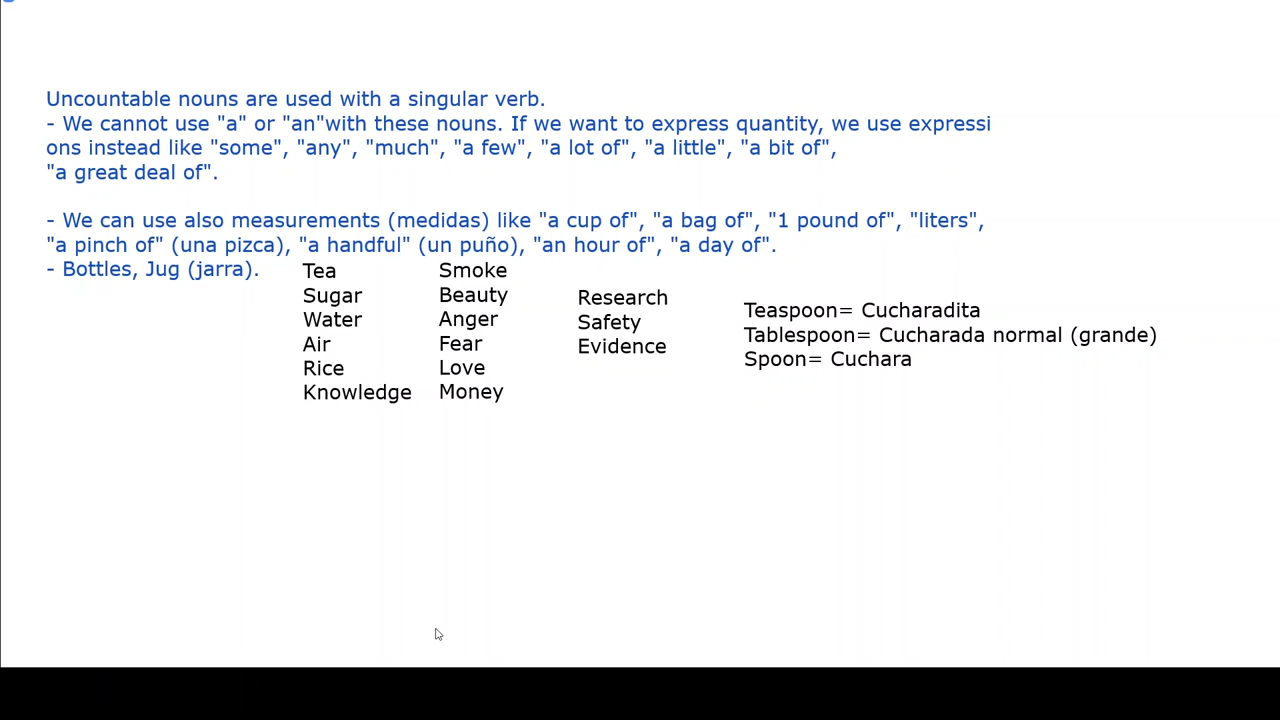 Uncountable nouns are used with a singular verb.
- We cannot use "a" or "an"with these nouns. If we want to express quantity, we use expressi
ons instead like "some", "any", "much", "a few", "a lot of", "a little", "a bit of",
"a great deal of".
- We can use also measurements (medidas) like "a cup of", "a bag of", "1 pound of", "liters",
"a pinch of" (una pizca), "a handful" (un puño), "an hour of", "a day of".
- Bottles, Jug (jarra).
Tea
Sugar
Water
Air
Rice
Knowledge
Smoke
Beauty
Anger
Fear
Love
Money
Research
Safety
Evidence
Teaspoon= Cucharadita
Tablespoon= Cucharada normal (grande)
Spoon= Cuchara